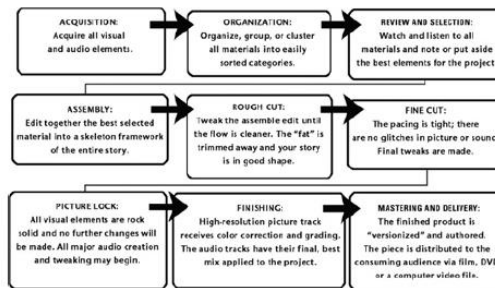 ACQUISITION:
Acquire all visual
and audio elements.
ORGANIZATION:
Organize, group, or cluster
all materials into easily
sorted categories.
REVIEW AND SELECTION:
Watch and listen to all
materials and note or put aside
the best elements for the project
ASSEMBLY:
Edit together the best selected
material into a skeleton framework
of the entire story.
ROUGH CUT:
Tweak the assemble edit until
the flow is cleaner. The "fat" is
trimmed away and your story
is in good shape.
FINE CUT:
The pacing is tight; there
are no glitches in picture or sound
Final tweaks are made.
PICTURE LOCK:
All visual elements are rock
solid and no further changes will
be made. All major audio creation
and tweaking may begin.
FINISHING:
High-resolution picture track
receives color correction and grading.
The audio tracks have their final, best
mix applied to the project.
MASTERING AND DELIVERY:
The finished product is
"versionized" and authored.
The piece is distributed to the
consuming audience via film, DVD
or a computer video file.